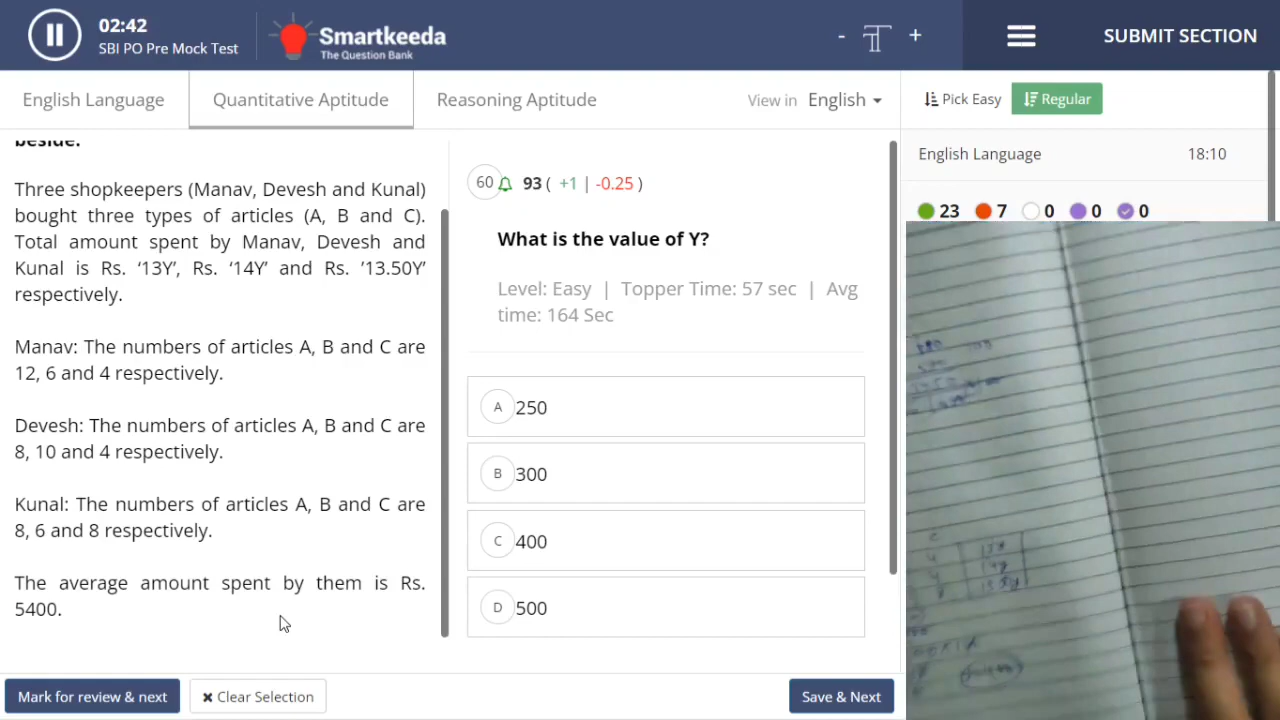 02:42
SBI PO Pre Mock Test
Smartkeeda
The Question Bank
- T +
SUBMIT SECTION
English Language
Quantitative Aptitude
Reasoning Aptitude
View in English
Pick Easy
Regular
beside.
Three shopkeepers (Manav, Devesh and Kunal)
bought three types of articles (A, B and C).
Total amount spent by Manav, Devesh and
Kunal is Rs. ‘13Y’, Rs. ‘14Y’ and Rs. ’13.50Y’
respectively.
Manav: The numbers of articles A, B and C are
12, 6 and 4 respectively.
Devesh: The numbers of articles A, B and C are
8, 10 and 4 respectively.
Kunal: The numbers of articles A, B and C are
8, 6 and 8 respectively.
The average amount spent by them is Rs.
5400.
60 93 ( +1 | -0.25 )
What is the value of Y?
Level: Easy | Topper Time: 57 sec | Avg
time: 164 Sec
A 250
B 300
C 400
D 500
English Language 18:10
23 7 0 0 0
Mark for review & next
Clear Selection
Save & Next